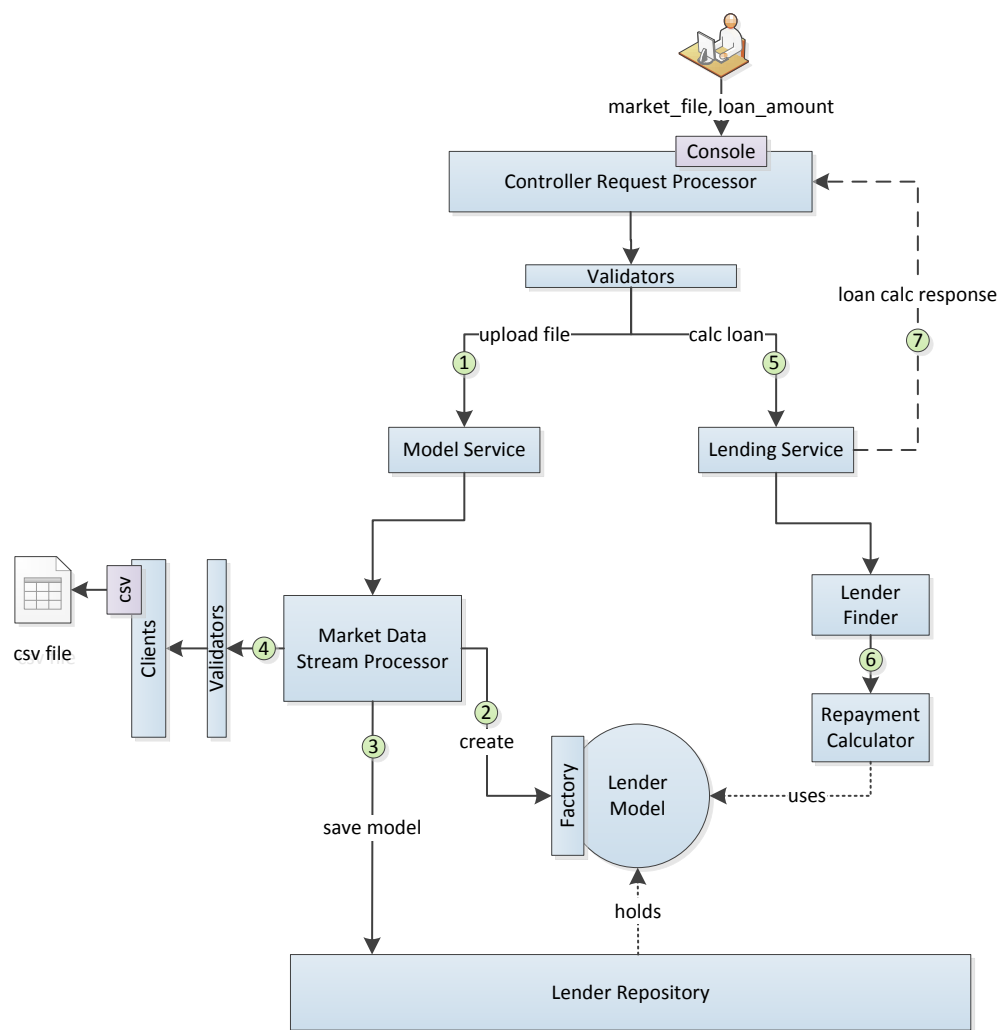 market_file, loan_amount
Console
Controller Request Processor
Validators
loan calc response
upload file
calc loan
1
5
7
Model Service
Lending Service
csv
csv file
Clients
Validators
4
Market Data
Stream Processor
Lender
Finder
6
2
create
3
Repayment
Calculator
Factory
Lender
Model
uses
save model
holds
Lender Repository